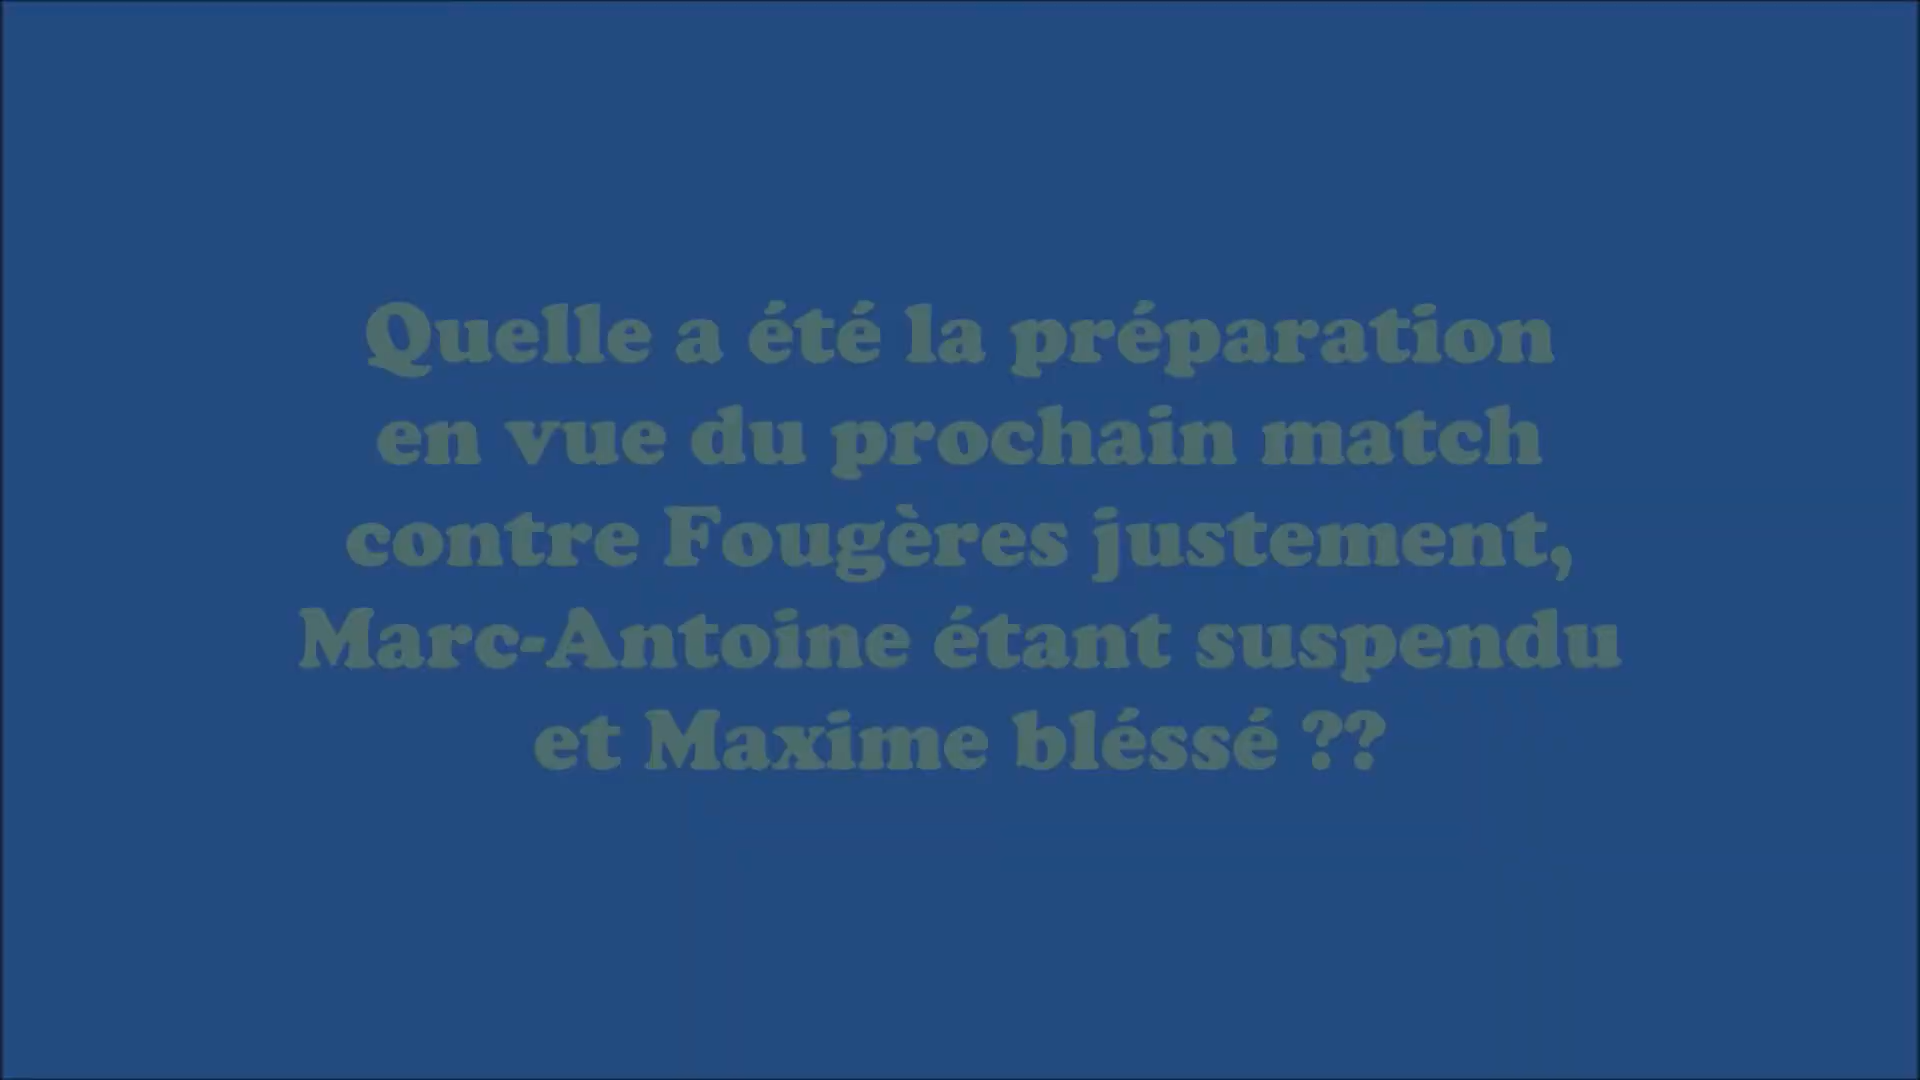 Quelle a été la préparation
en vue du prochain match
contre Fougères justement,
Marc-Antoine étant suspendu
et Maxime bléssé ??